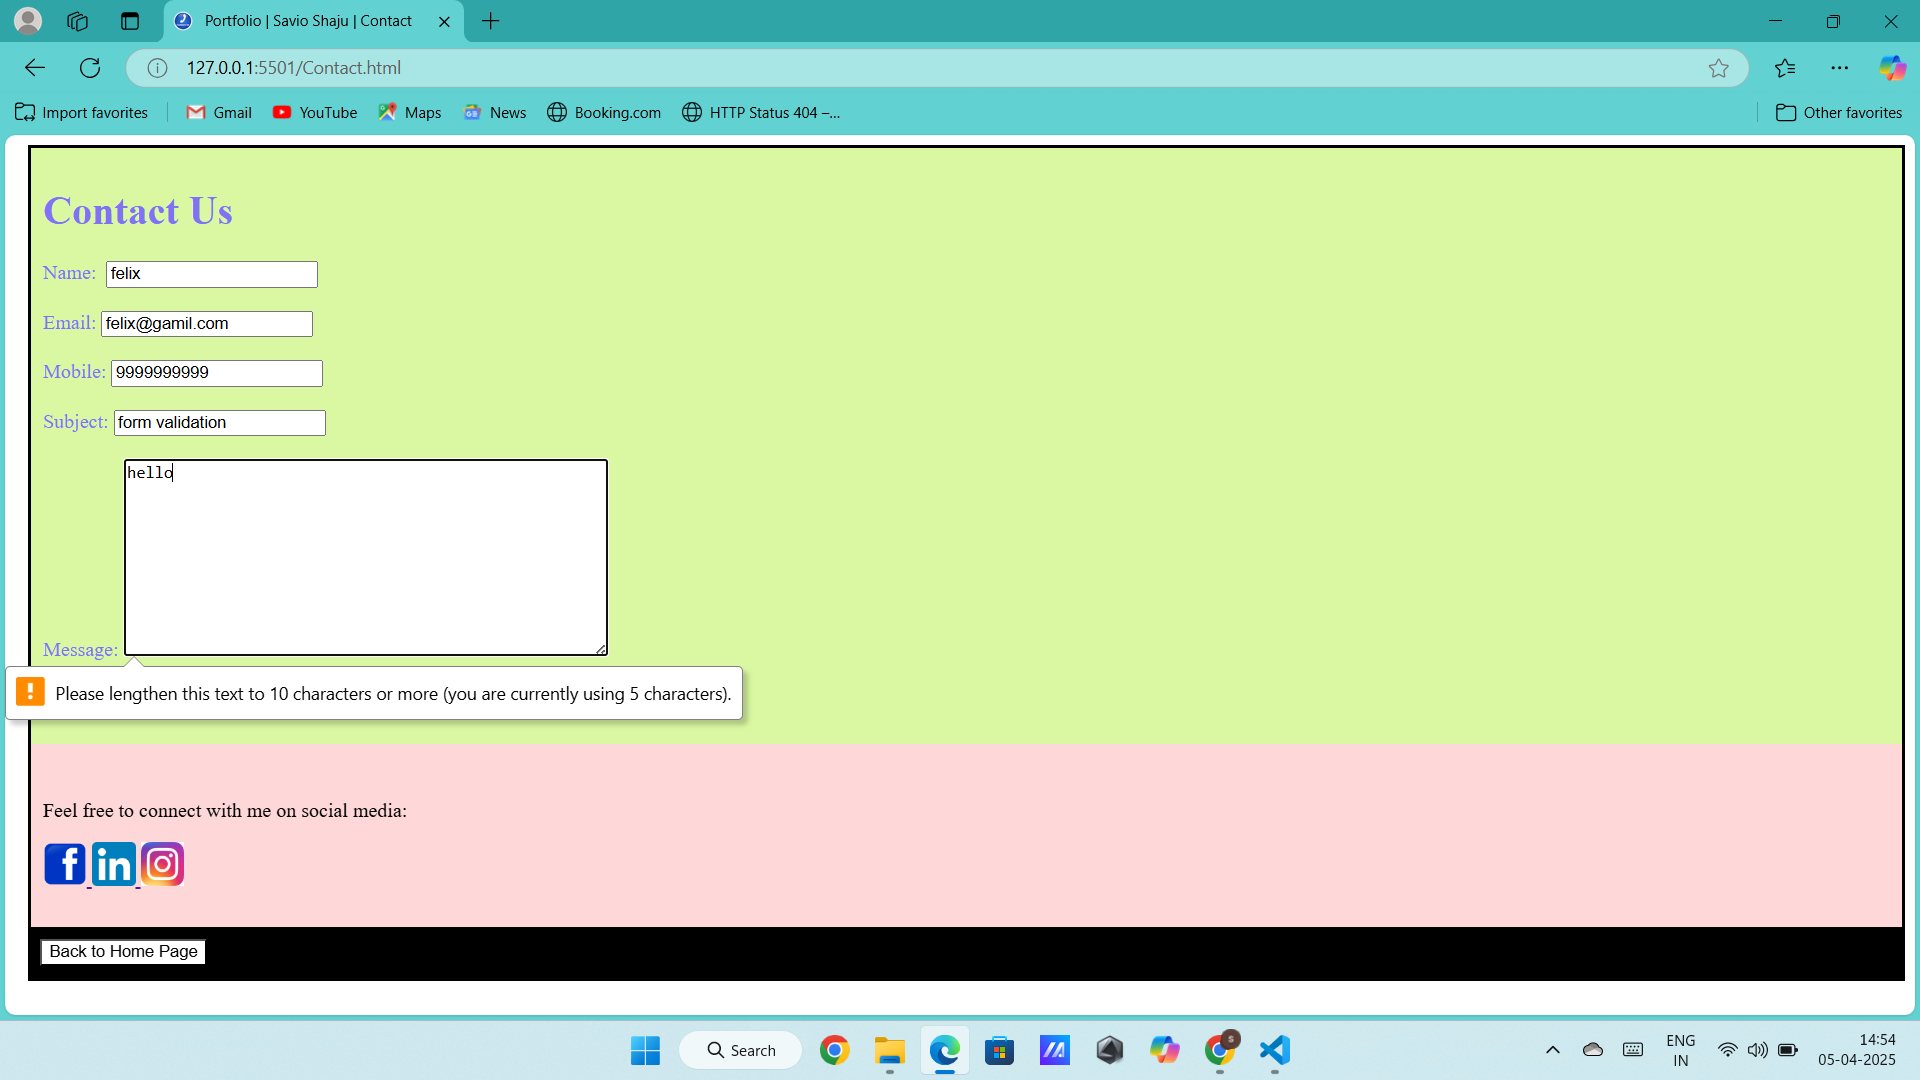 Portfolio | Savio Shaju | Contact
127.0.0.1:5501/Contact.html
Import favorites
Gmail
YouTube
Maps
News
Booking.com
HTTP Status 404 –...
Other favorites
Contact Us
Name: felix
Email: felix@gamil.com
Mobile: 9999999999
Subject: form validation
hello
Message:
Please lengthen this text to 10 characters or more (you are currently using 5 characters).
Feel free to connect with me on social media:
Back to Home Page
Search
ENG
IN
14:54
05-04-2025